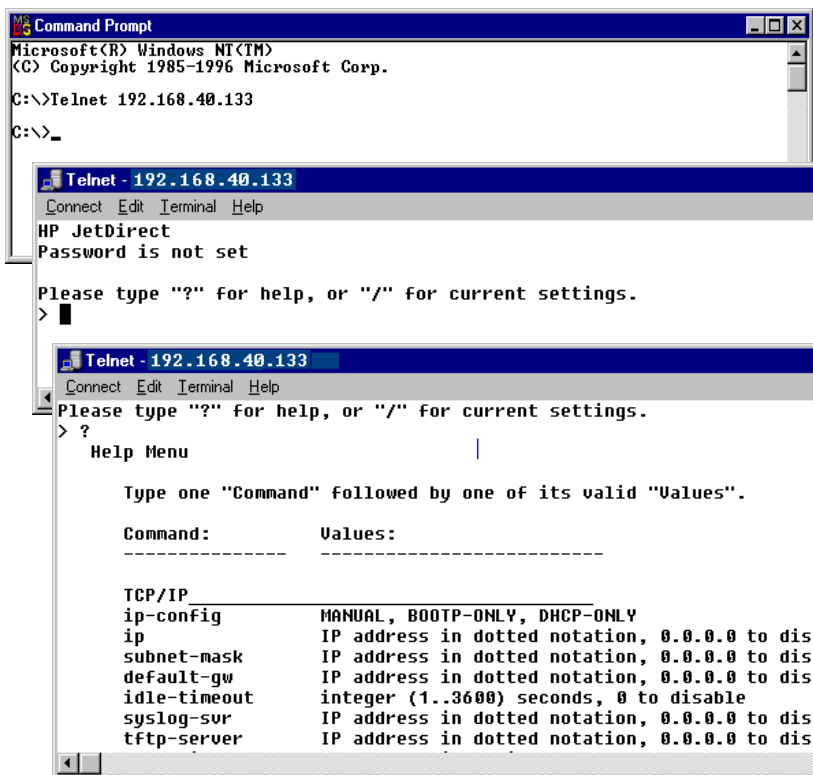 Command Prompt
Microsoft(R) Windows NT(TM)
(C) Copyright 1985-1996 Microsoft Corp.
C:\>Telnet 192.168.40.133
C:\>_
Telnet - 192.168.40.133
Connect Edit Terminal Help
HP JetDirect
Password is not set
Please type "?" for help, or "/" for current settings.
>
Telnet - 192.168.40.133
Connect Edit Terminal Help
Please type "?" for help, or "/" for current settings.
> ?
Help Menu
Type one "Command" followed by one of its valid "Values".
Command: Values:
--------------- --------------------------
TCP/IP
ip-config MANUAL, BOOTP-ONLY, DHCP-ONLY
ip IP address in dotted notation, 0.0.0.0 to dis
subnet-mask IP address in dotted notation, 0.0.0.0 to dis
default-gw IP address in dotted notation, 0.0.0.0 to dis
idle-timeout integer (1..3600) seconds, 0 to disable
syslog-svr IP address in dotted notation, 0.0.0.0 to dis
tftp-server IP address in dotted notation, 0.0.0.0 to dis